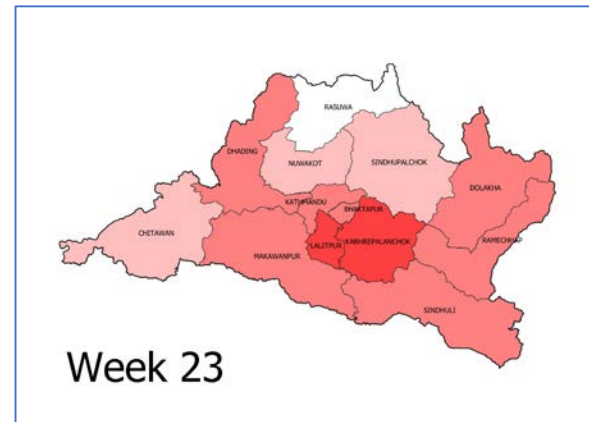 RASUWA
DHADING
NUWAKOT
SINDHUPALCHOK
DOLAKHA
KATHMANDU
BHAKTAPUR
CHITAWAN
LALITPUR
KABHREPALANCHOK
RAMECHHAP
MAKAWANPUR
SINDHULI
Week 23